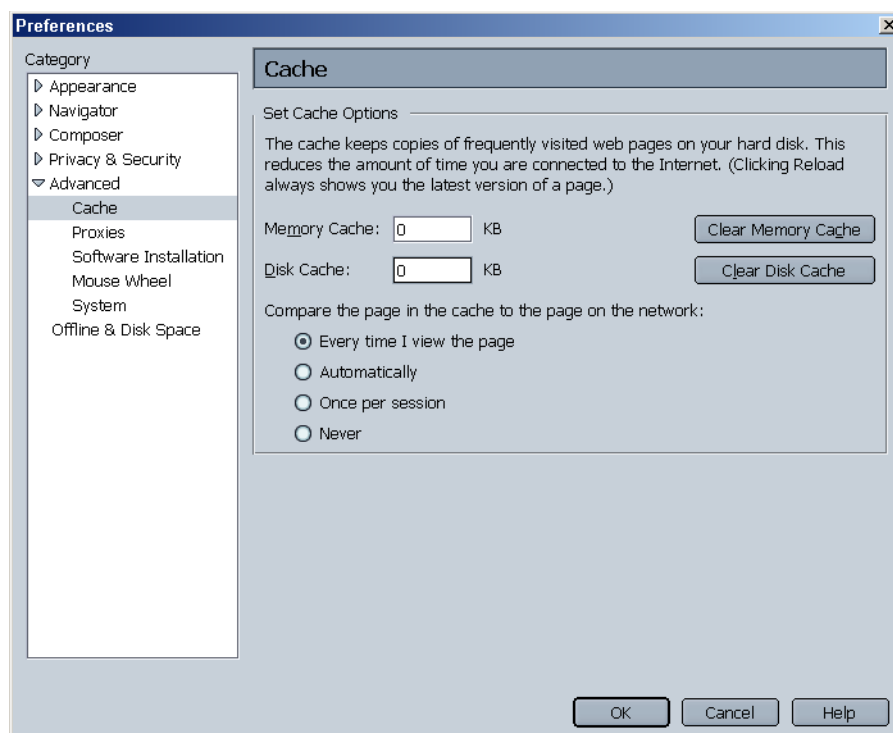 Preferences
Category
Appearance
Navigator
Composer
Privacy & Security
Advanced
Cache
Proxies
Software Installation
Mouse Wheel
System
Offline & Disk Space
Cache
Set Cache Options
The cache keeps copies of frequently visited web pages on your hard disk. This
reduces the amount of time you are connected to the Internet. (Clicking Reload
always shows you the latest version of a page.)
Memory Cache: 0 KB Clear Memory Cache
Disk Cache: 0 KB Clear Disk Cache
Compare the page in the cache to the page on the network:
Every time I view the page
Automatically
Once per session
Never
OK Cancel Help